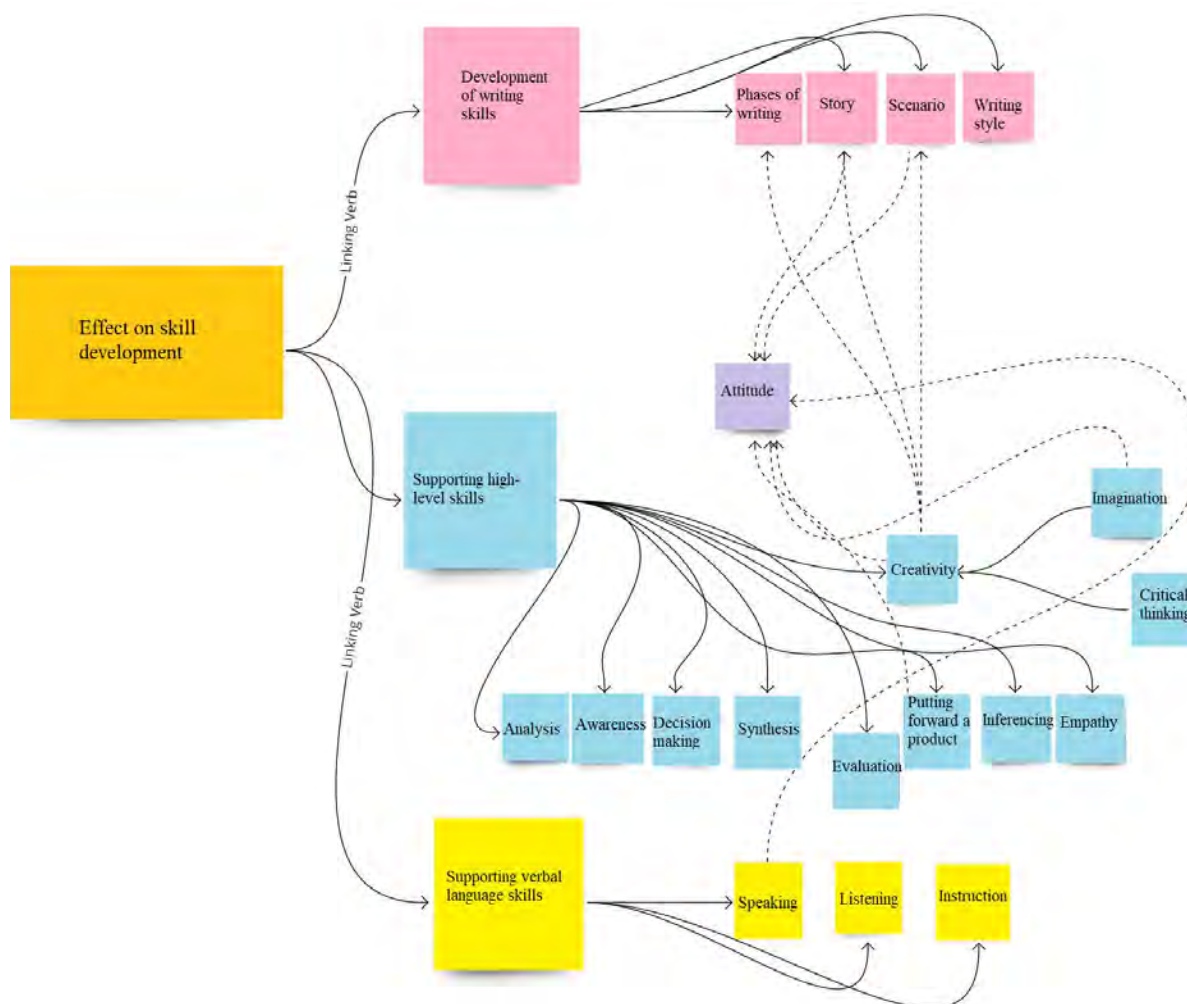 Development
of writing
skills
Phases of
writing
Story
Scenario
Writing
style
Linking Verb
Effect on skill
development
Attitude
Supporting high-
level skills
Imagination
Creativity
Critical
thinking
Linking Verb
Analysis
Awareness
Decision
making
Synthesis
Evaluation
Putting
forward a
product
Inferencing
Empathy
Supporting verbal
language skills
Speaking
Listening
Instruction